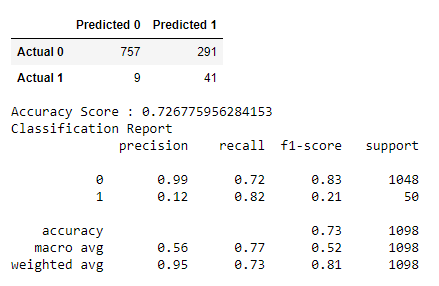 Predicted 0 Predicted 1
Actual 0 757 291
Actual 1 9 41
Accuracy Score : 0.726775956284153
Classification Report
precision recall f1-score support
0 0.99 0.72 0.83 1048
1 0.12 0.82 0.21 50
accuracy 0.73 1098
macro avg 0.56 0.77 0.52 1098
weighted avg 0.95 0.73 0.81 1098